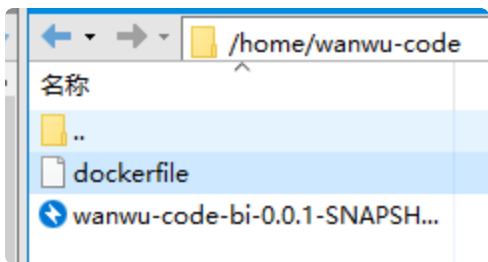 /home/wanwu-code
名称
..
dockerfile
wanwu-code-bi-0.0.1-SNAPSH...